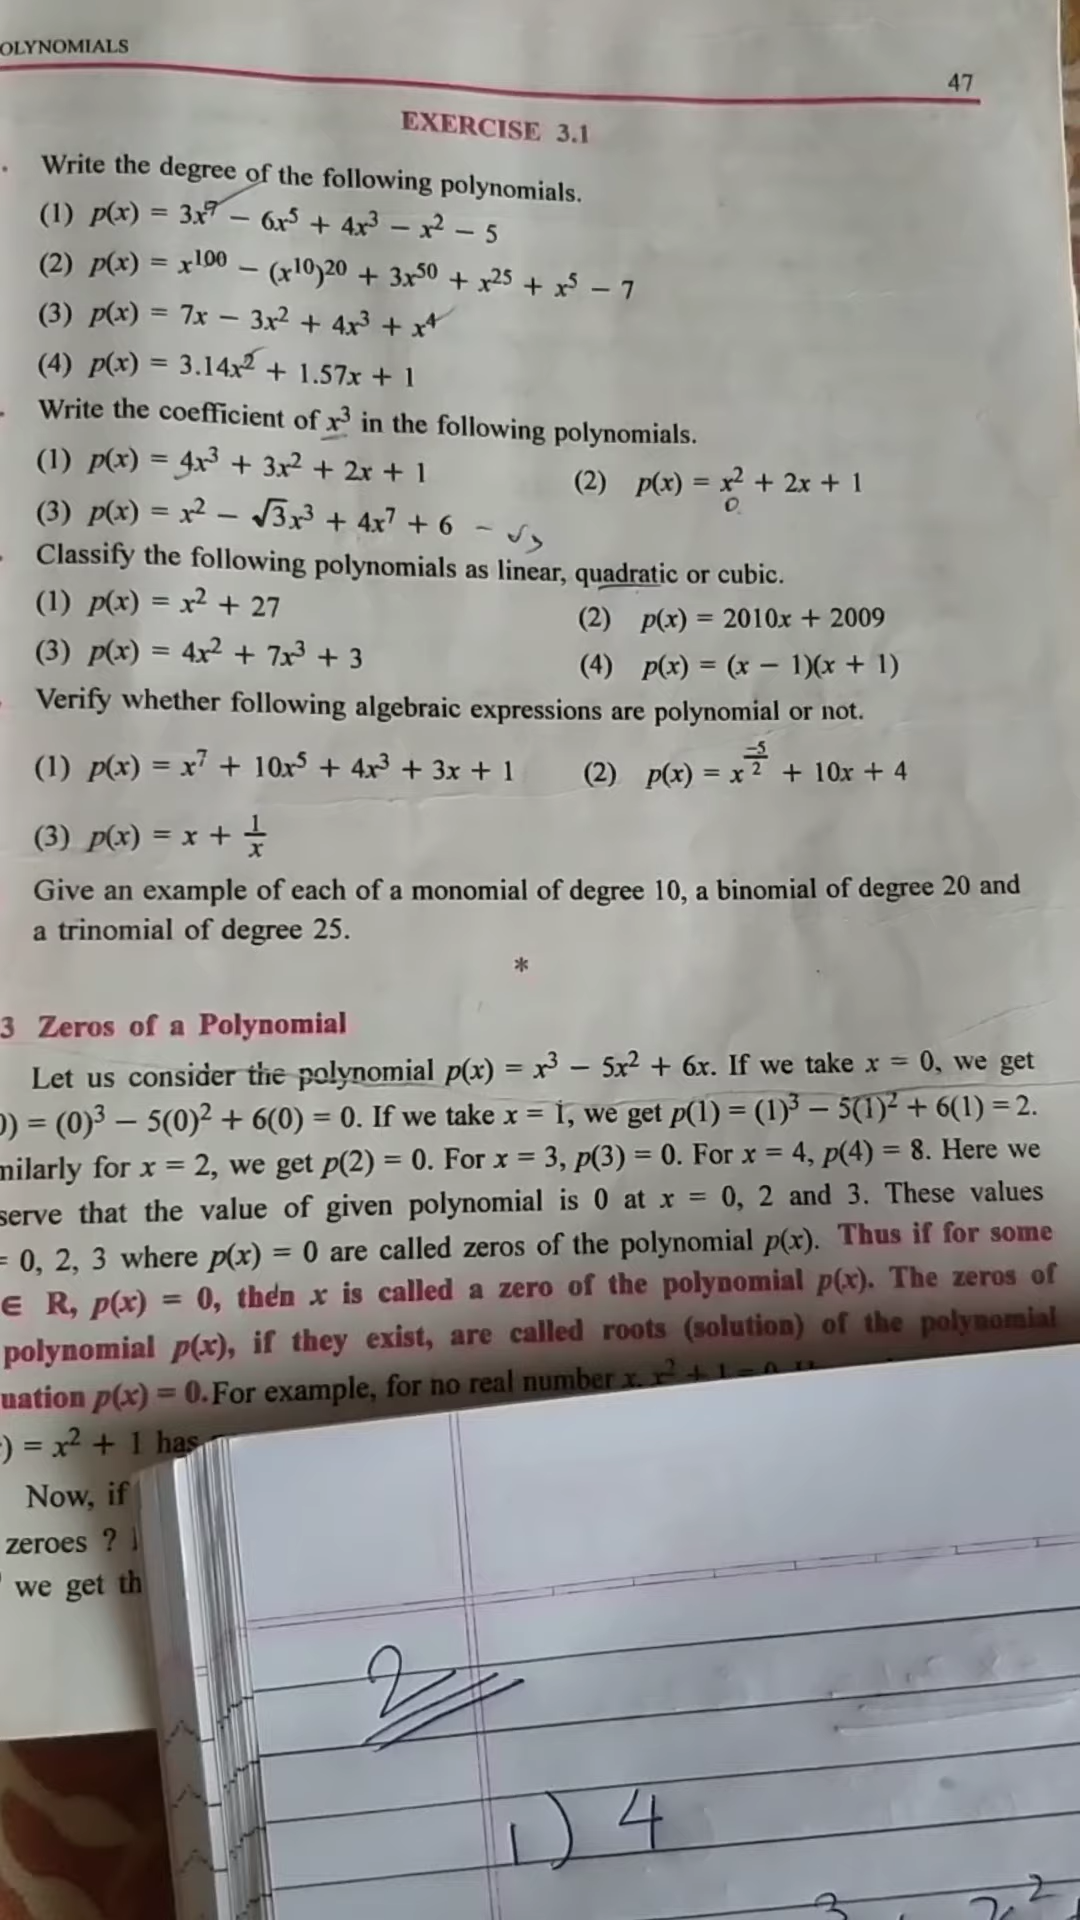 OLYNOMIALS
47
EXERCISE 3.1
Write the degree of the following polynomials.
(1) p(x) = 3x⁷ − 6x⁵ + 4x³ − x² − 5
(2) p(x) = x¹⁰⁰ − (x¹⁰)²⁰ + 3x⁵⁰ + x²⁵ + x⁵ − 7
(3) p(x) = 7x − 3x² + 4x³ + x⁴
(4) p(x) = 3.14x² + 1.57x + 1
Write the coefficient of x³ in the following polynomials.
(1) p(x) = 4x³ + 3x² + 2x + 1 (2) p(x) = x² + 2x + 1
0
(3) p(x) = x² − √3x³ + 4x⁷ + 6
Classify the following polynomials as linear, quadratic or cubic.
(1) p(x) = x² + 27 (2) p(x) = 2010x + 2009
(3) p(x) = 4x² + 7x³ + 3 (4) p(x) = (x − 1)(x + 1)
Verify whether following algebraic expressions are polynomial or not.
(1) p(x) = x⁷ + 10x⁵ + 4x³ + 3x + 1 (2) p(x) = x^(-5/2) + 10x + 4
(3) p(x) = x + 1/x
Give an example of each of a monomial of degree 10, a binomial of degree 20 and
a trinomial of degree 25.
*
3 Zeros of a Polynomial
Let us consider the polynomial p(x) = x³ − 5x² + 6x. If we take x = 0, we get
0) = (0)³ − 5(0)² + 6(0) = 0. If we take x = 1, we get p(1) = (1)³ − 5(1)² + 6(1) = 2.
milarly for x = 2, we get p(2) = 0. For x = 3, p(3) = 0. For x = 4, p(4) = 8. Here we
serve that the value of given polynomial is 0 at x = 0, 2 and 3. These values
= 0, 2, 3 where p(x) = 0 are called zeros of the polynomial p(x). Thus if for some
∈ R, p(x) = 0, then x is called a zero of the polynomial p(x). The zeros of
polynomial p(x), if they exist, are called roots (solution) of the polynomial
uation p(x) = 0. For example, for no real number x, x² + 1 = 0.
) = x² + 1 has
Now, if
zeroes ?
we get th
2
1) 4